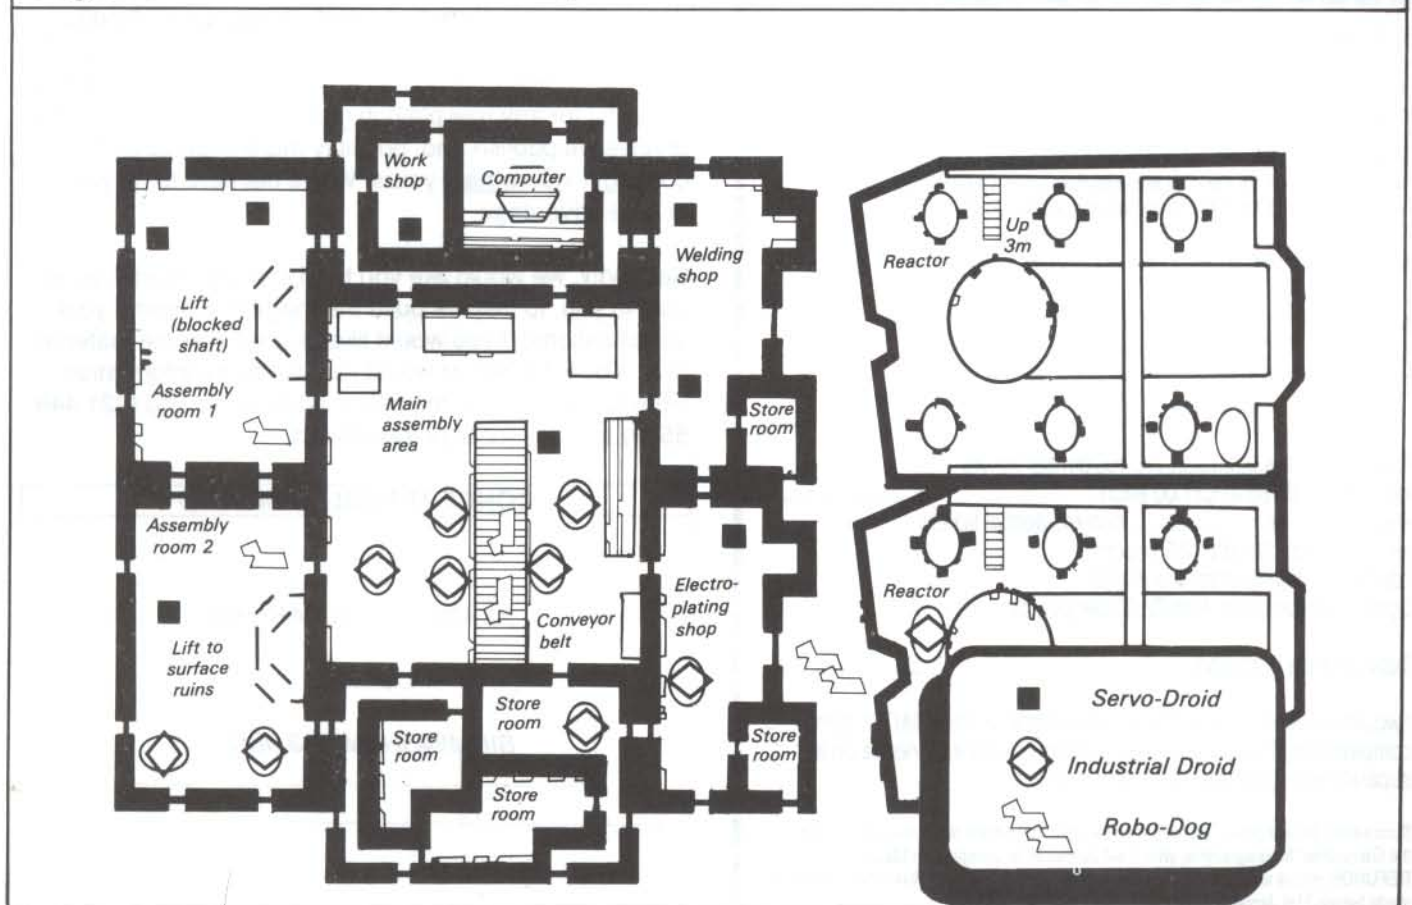 Work
shop
Computer
Welding
shop
Lift
(blocked
shaft)
Assembly
room 1
Main
assembly
area
Store
room
Reactor
Up
3m
Assembly
room 2
Lift to
surface
ruins
Electro-
plating
shop
Conveyor
belt
Store
room
Store
room
Store
room
Store
room
Reactor
Servo-Droid
Industrial Droid
Robo-Dog